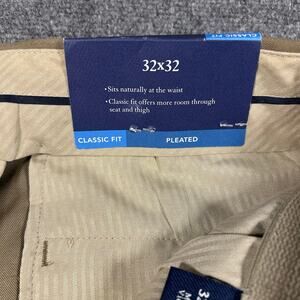 CLASSIC FIT
32x32
• Sits naturally at the waist
• Classic fit offers more room through
seat and thigh
CLASSIC FIT PLEATED